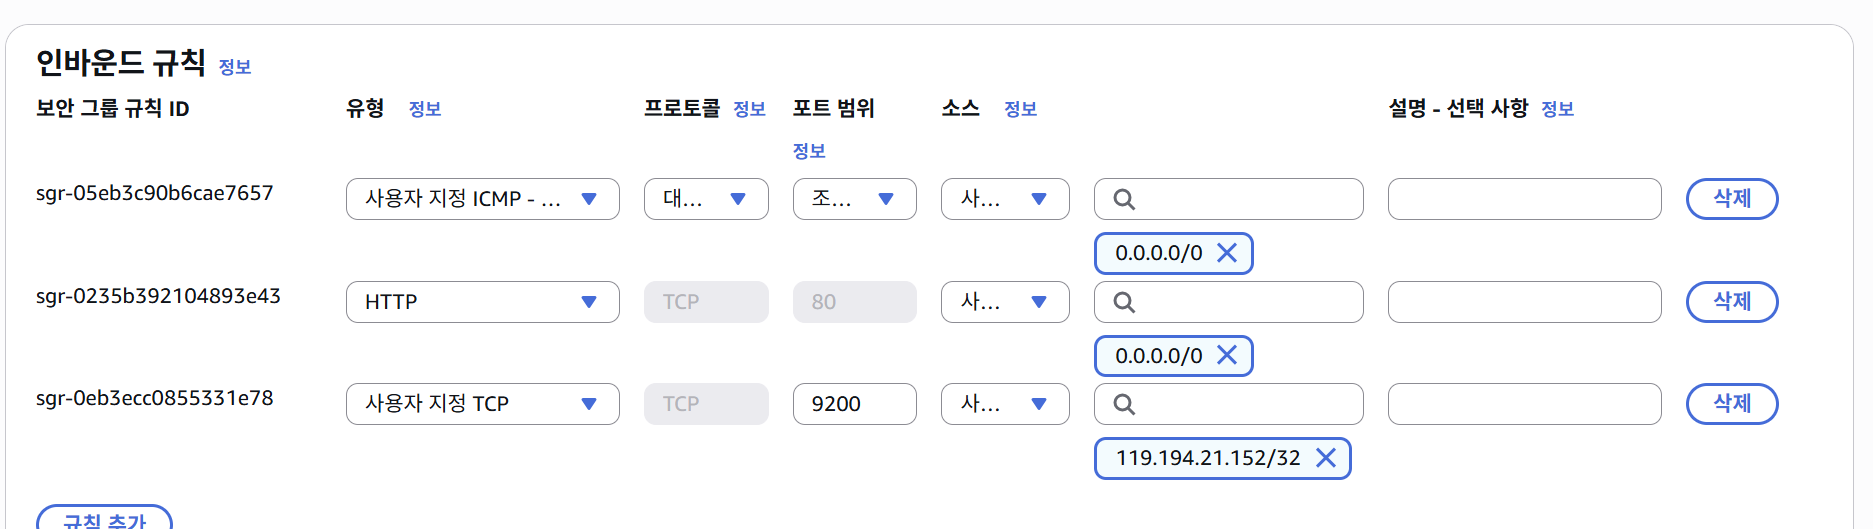 인바운드 규칙 정보
보안 그룹 규칙 ID 유형 정보 프로토콜 정보 포트 범위 소스 정보 설명 - 선택 사항 정보
정보
sgr-05eb3c90b6cae7657 사용자 지정 ICMP - ... 대... 조... 사... 삭제
0.0.0.0/0
sgr-0235b392104893e43 HTTP TCP 80 사... 삭제
0.0.0.0/0
sgr-0eb3ecc0855331e78 사용자 지정 TCP TCP 9200 사... 삭제
119.194.21.152/32
규칙 추가